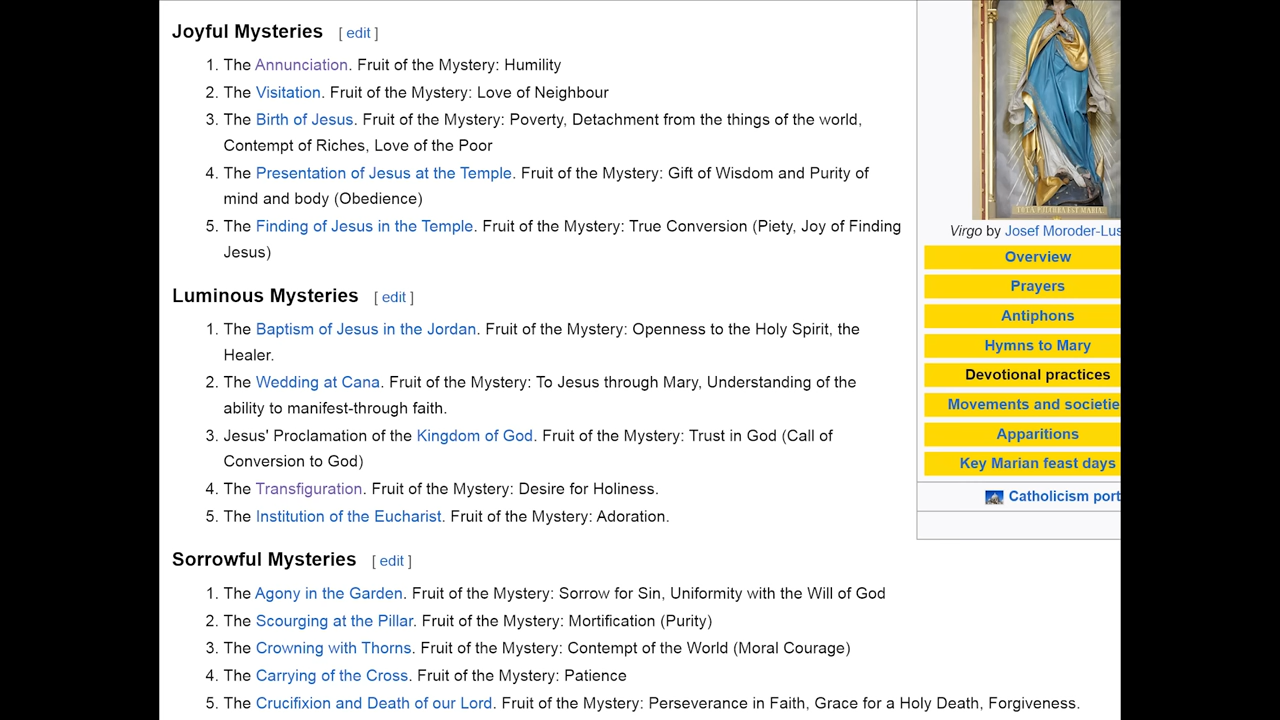 Joyful Mysteries [ edit ]
1. The Annunciation. Fruit of the Mystery: Humility
2. The Visitation. Fruit of the Mystery: Love of Neighbour
3. The Birth of Jesus. Fruit of the Mystery: Poverty, Detachment from the things of the world,
Contempt of Riches, Love of the Poor
4. The Presentation of Jesus at the Temple. Fruit of the Mystery: Gift of Wisdom and Purity of
mind and body (Obedience)
5. The Finding of Jesus in the Temple. Fruit of the Mystery: True Conversion (Piety, Joy of Finding
Jesus)
Luminous Mysteries [ edit ]
1. The Baptism of Jesus in the Jordan. Fruit of the Mystery: Openness to the Holy Spirit, the
Healer.
2. The Wedding at Cana. Fruit of the Mystery: To Jesus through Mary, Understanding of the
ability to manifest-through faith.
3. Jesus' Proclamation of the Kingdom of God. Fruit of the Mystery: Trust in God (Call of
Conversion to God)
4. The Transfiguration. Fruit of the Mystery: Desire for Holiness.
5. The Institution of the Eucharist. Fruit of the Mystery: Adoration.
Sorrowful Mysteries [ edit ]
1. The Agony in the Garden. Fruit of the Mystery: Sorrow for Sin, Uniformity with the Will of God
2. The Scourging at the Pillar. Fruit of the Mystery: Mortification (Purity)
3. The Crowning with Thorns. Fruit of the Mystery: Contempt of the World (Moral Courage)
4. The Carrying of the Cross. Fruit of the Mystery: Patience
5. The Crucifixion and Death of our Lord. Fruit of the Mystery: Perseverance in Faith, Grace for a Holy Death, Forgiveness.
Virgo by Josef Moroder-Lus
Overview
Prayers
Antiphons
Hymns to Mary
Devotional practices
Movements and societie
Apparitions
Key Marian feast days
Catholicism port